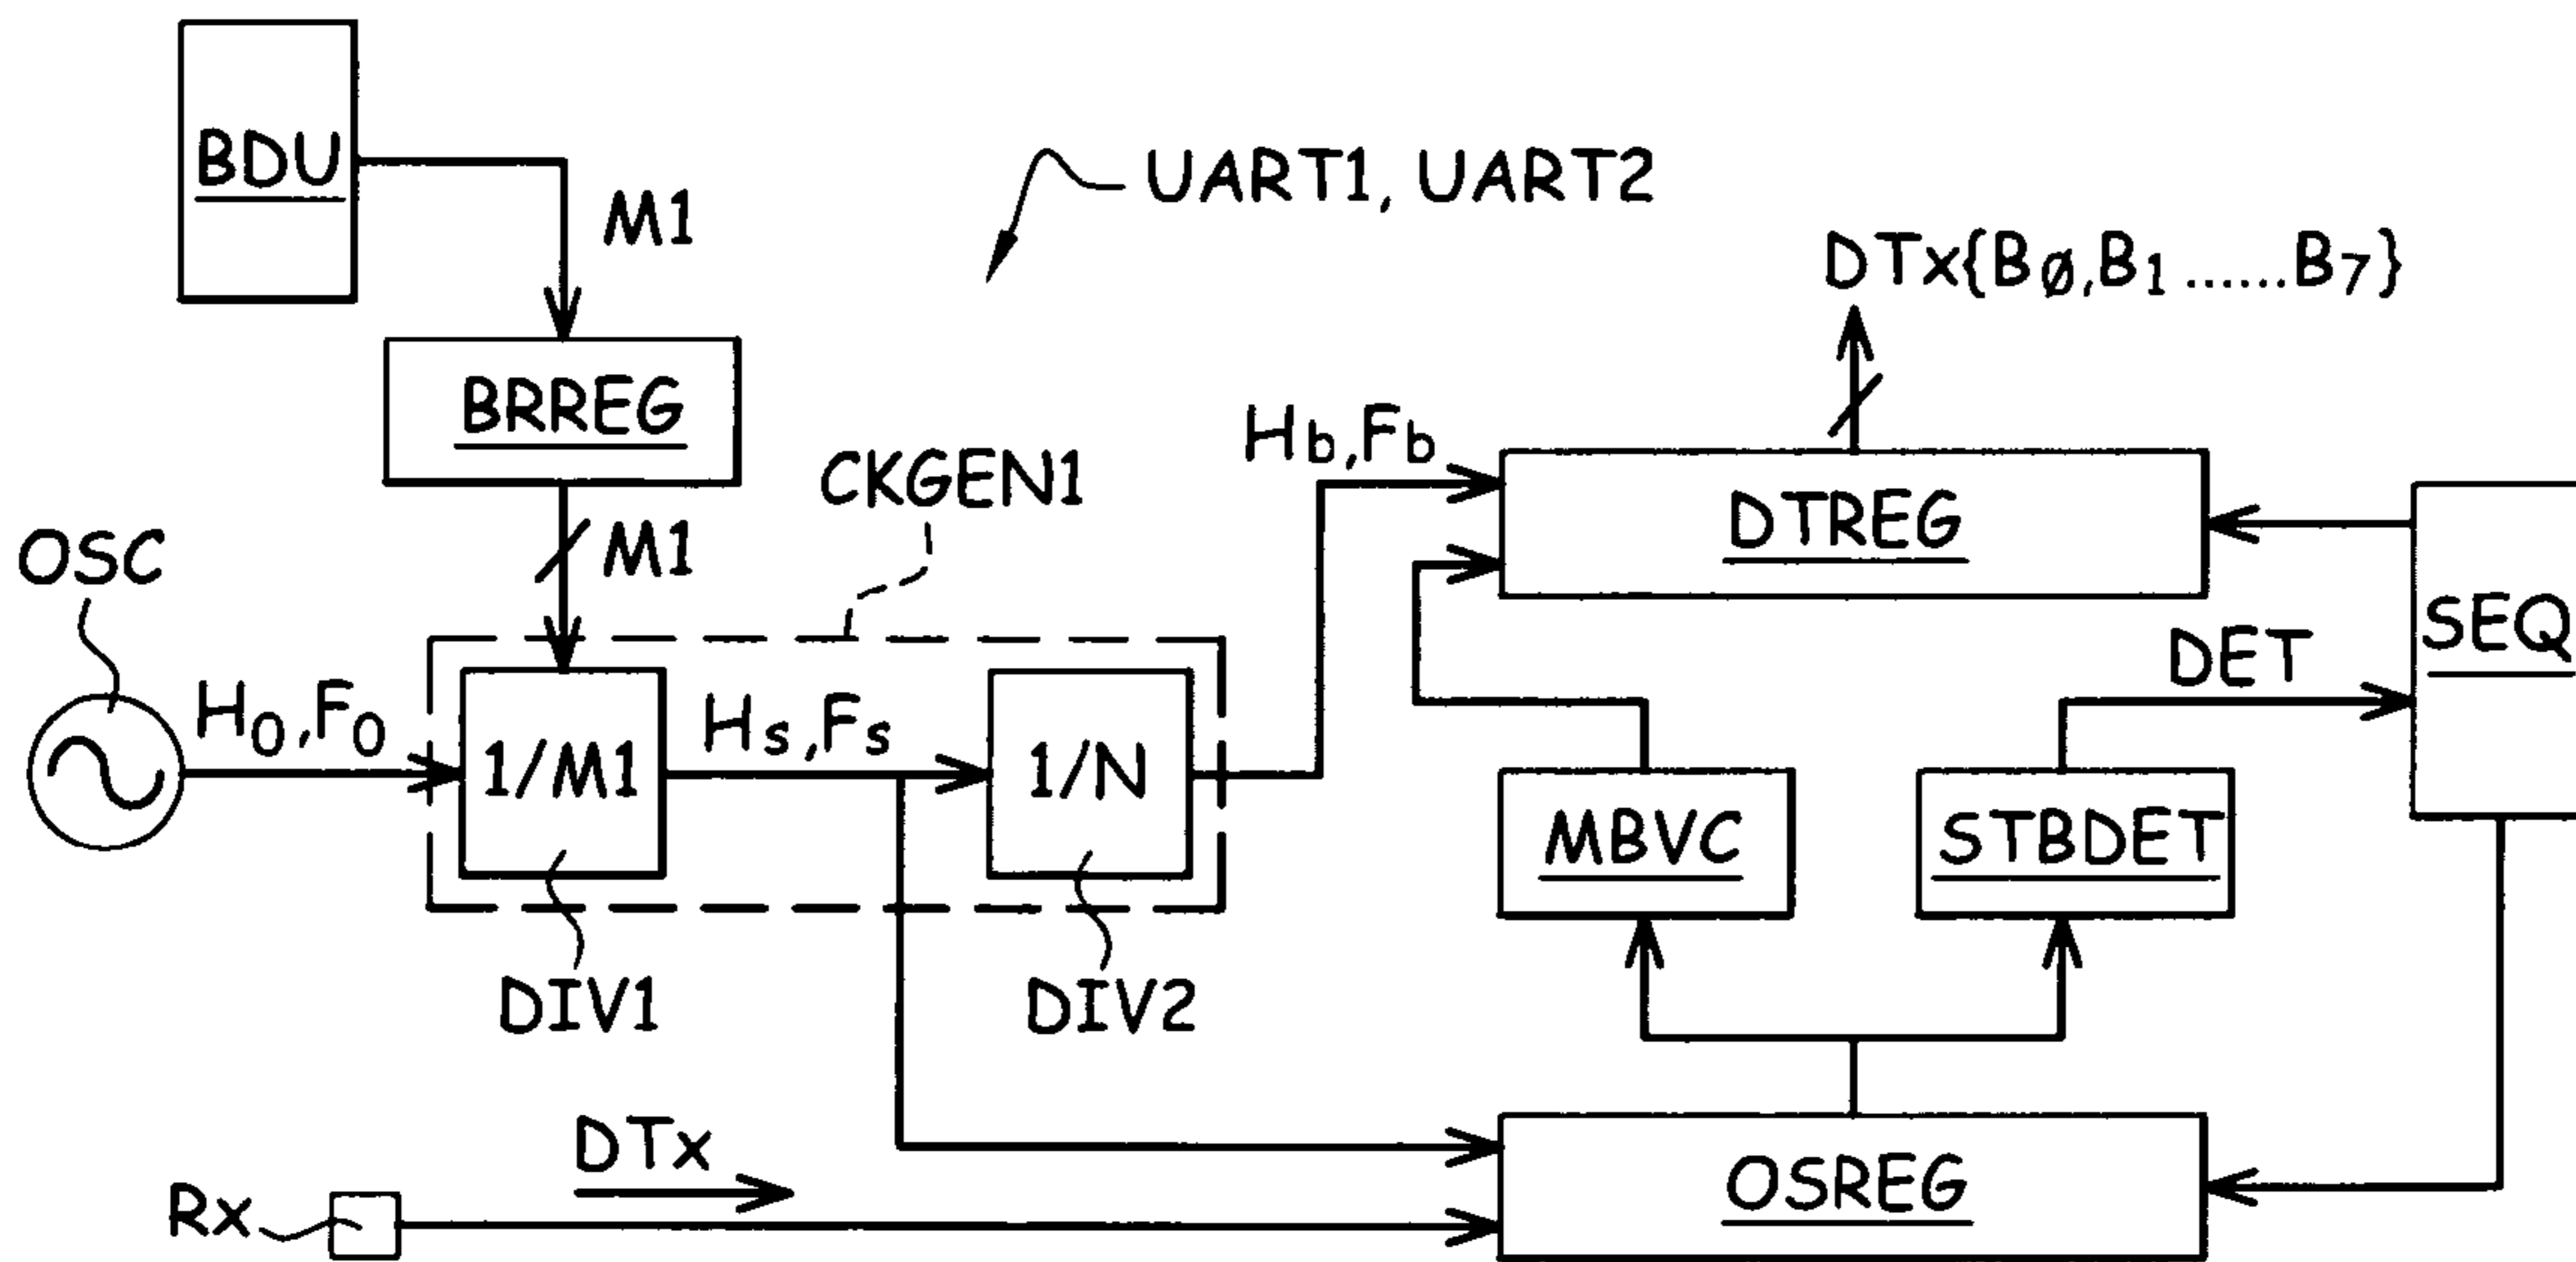 BDU
M1
UART1, UART2
DTx{BØ,B1......B7}
BRREG
Hb,Fb
CKGEN1
DTREG
M1
OSC
SEQ
DET
H0,F0
Hs,Fs
1/M1
1/N
MBVC
STBDET
DIV1
DIV2
DTx
OSREG
Rx